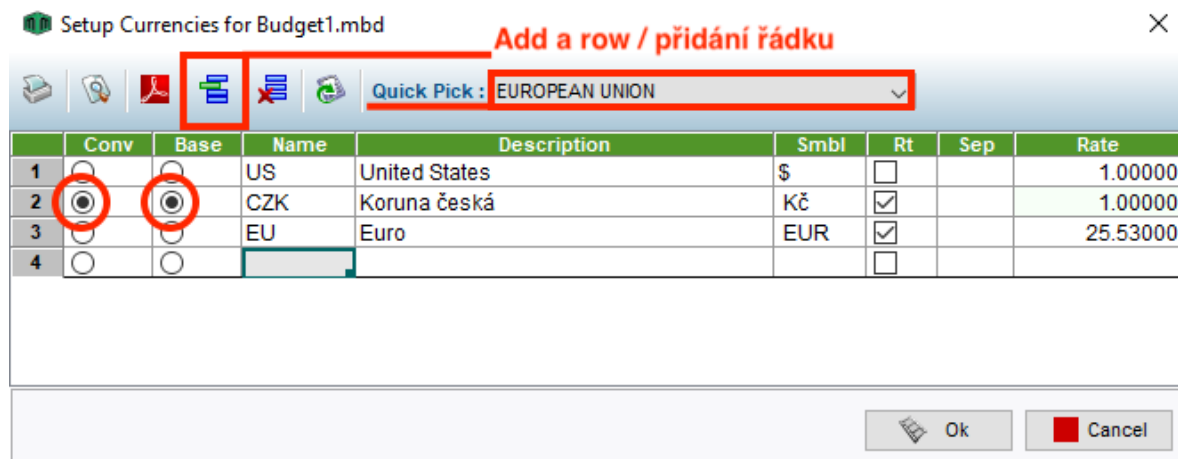 Setup Currencies for Budget1.mbd
Add a row / přidání řádku
Quick Pick : EUROPEAN UNION
Conv Base Name Description Smbl Rt Sep Rate
1 US United States $ 1.00000
2 CZK Koruna česká Kč 1.00000
3 EU Euro EUR 25.53000
4
Ok Cancel